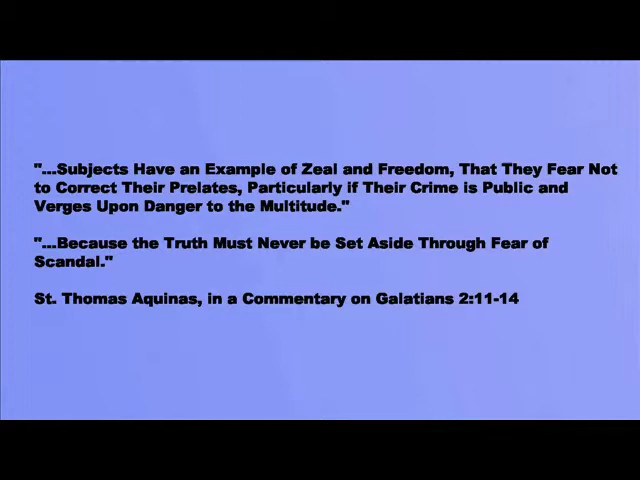 "...Subjects Have an Example of Zeal and Freedom, That They Fear Not
to Correct Their Prelates, Particularly if Their Crime is Public and
Verges Upon Danger to the Multitude."
"...Because the Truth Must Never be Set Aside Through Fear of
Scandal."
St. Thomas Aquinas, in a Commentary on Galatians 2:11-14